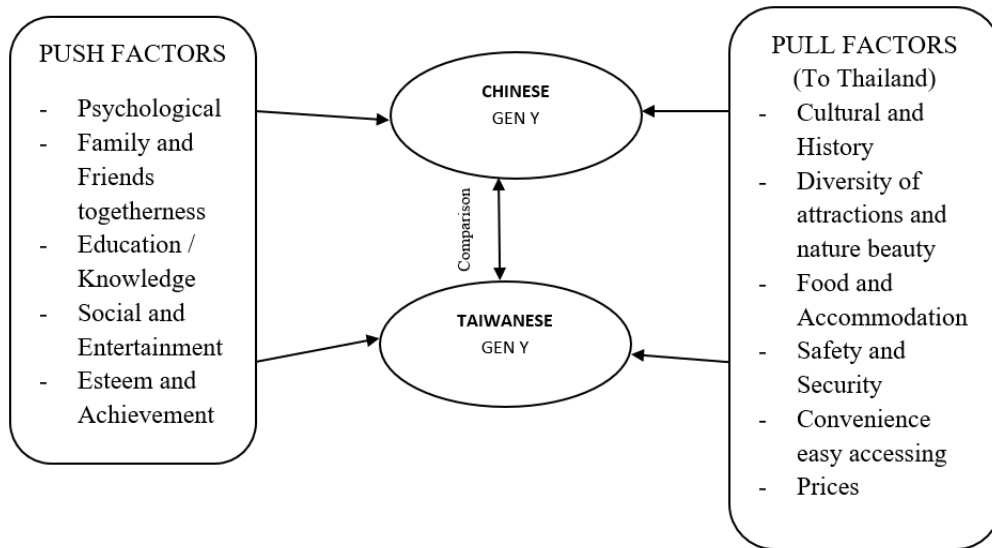 PUSH FACTORS
- Psychological
- Family and
Friends
togetherness
- Education /
Knowledge
- Social and
Entertainment
- Esteem and
Achievement
CHINESE
GEN Y
Comparison
TAIWANESE
GEN Y
PULL FACTORS
(To Thailand)
- Cultural and
History
- Diversity of
attractions and
nature beauty
- Food and
Accommodation
- Safety and
Security
- Convenience
easy accessing
- Prices